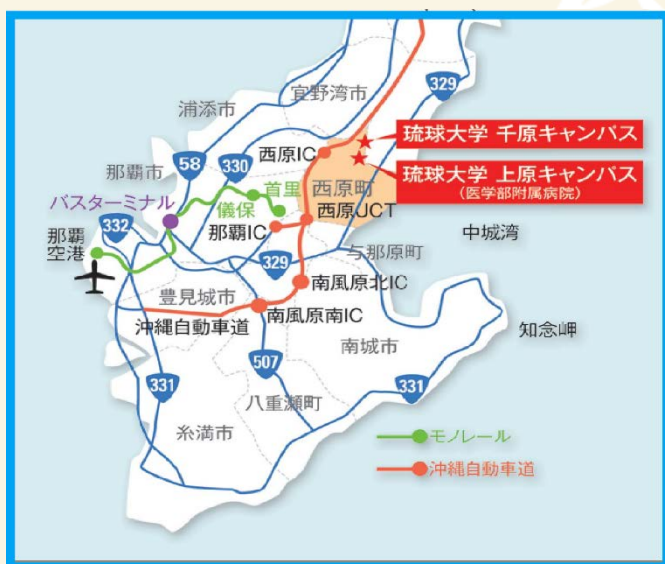 宜野湾市
329
浦添市
琉球大学 千原キャンパス
58
330
西原IC
琉球大学 上原キャンパス
(医学部附属病院)
那覇市
首里
西原町
バスターミナル
儀保
西原JCT
332
那覇IC
中城湾
那覇
空港
与那原町
329
豊見城市
南風原北IC
沖縄自動車道
南風原南IC
知念岬
南城市
507
331
331
八重瀬町
糸満市
モノレール
沖縄自動車道